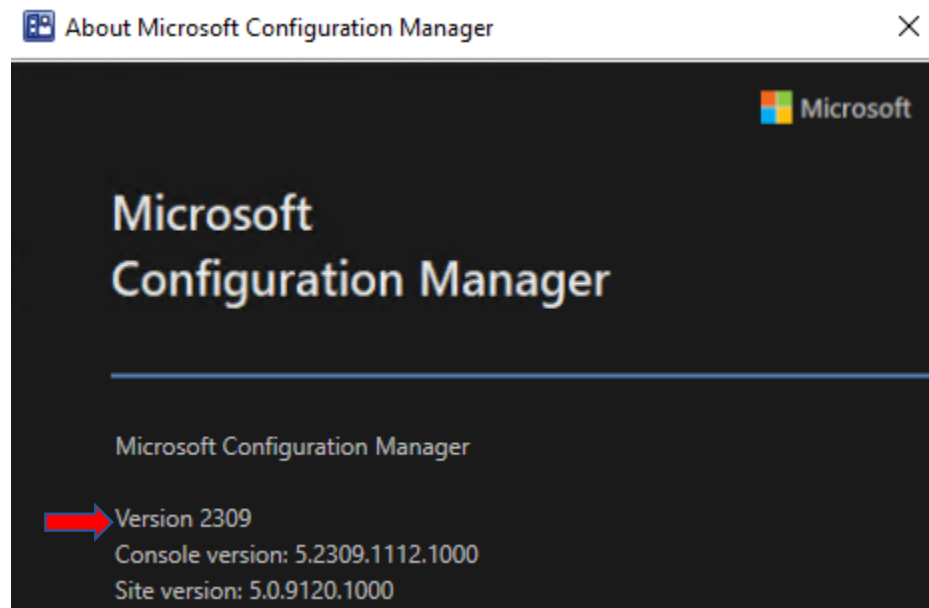 About Microsoft Configuration Manager
Microsoft
Microsoft
Configuration Manager
Microsoft Configuration Manager
Version 2309
Console version: 5.2309.1112.1000
Site version: 5.0.9120.1000